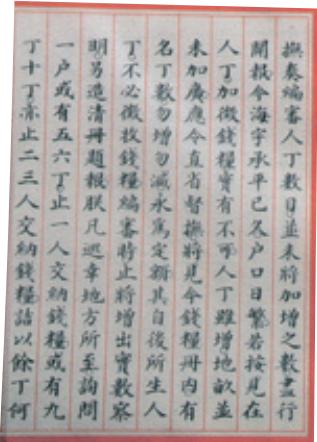 撫奏編審人丁數目並未將加增之數盡行
開報今海宇承平已久户口日繁若按見在
人丁加徵錢糧實有不可人丁雖增地畝並
未加廣應令直省督撫將見今錢糧冊內有
名丁數勿增勿減永為定額其自後所生人
丁不必徵收錢糧編審時止將增出實數察
明另造清冊題報朕凡巡幸地方所至詢問
一户或有五六丁止一人交納錢糧或有九
丁十丁亦止二三人交納錢糧詰以餘丁何